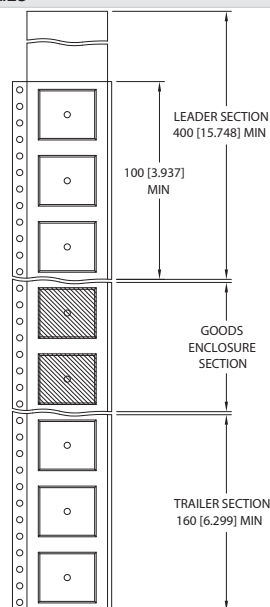 LEADER SECTION
400 [15.748] MIN
100 [3.937]
MIN
GOODS
ENCLOSURE
SECTION
TRAILER SECTION
160 [6.299] MIN